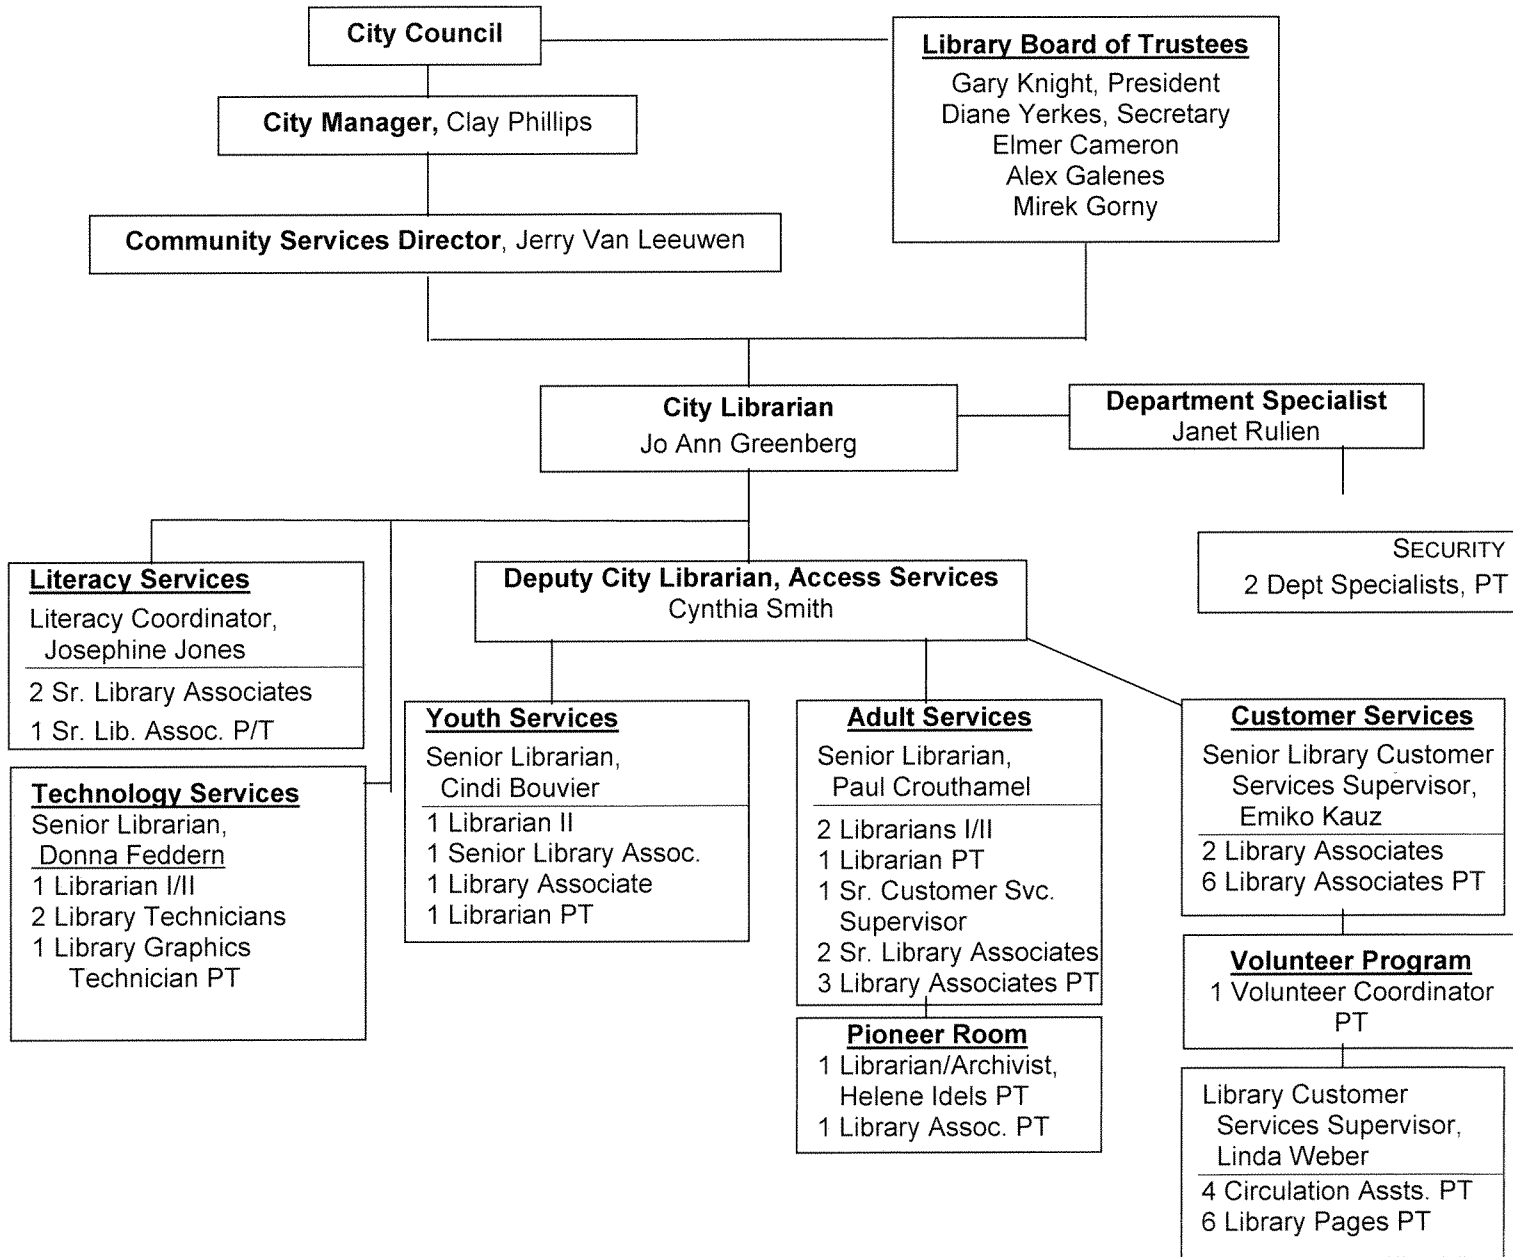 City Council
Library Board of Trustees
Gary Knight, President
Diane Yerkes, Secretary
Elmer Cameron
Alex Galenes
Mirek Gorny
City Manager, Clay Phillips
Community Services Director, Jerry Van Leeuwen
City Librarian
Jo Ann Greenberg
Department Specialist
Janet Rulien
SECURITY
2 Dept Specialists, PT
Literacy Services
Literacy Coordinator,
Josephine Jones
2 Sr. Library Associates
1 Sr. Lib. Assoc. P/T
Deputy City Librarian, Access Services
Cynthia Smith
Technology Services
Senior Librarian,
Donna Feddern
1 Librarian I/II
2 Library Technicians
1 Library Graphics
Technician PT
Youth Services
Senior Librarian,
Cindi Bouvier
1 Librarian II
1 Senior Library Assoc.
1 Library Associate
1 Librarian PT
Adult Services
Senior Librarian,
Paul Crouthamel
2 Librarians I/II
1 Librarian PT
1 Sr. Customer Svc.
Supervisor
2 Sr. Library Associates
3 Library Associates PT
Pioneer Room
1 Librarian/Archivist,
Helene Idels PT
1 Library Assoc. PT
Customer Services
Senior Library Customer
Services Supervisor,
Emiko Kauz
2 Library Associates
6 Library Associates PT
Volunteer Program
1 Volunteer Coordinator
PT
Library Customer
Services Supervisor,
Linda Weber
4 Circulation Assts. PT
6 Library Pages PT